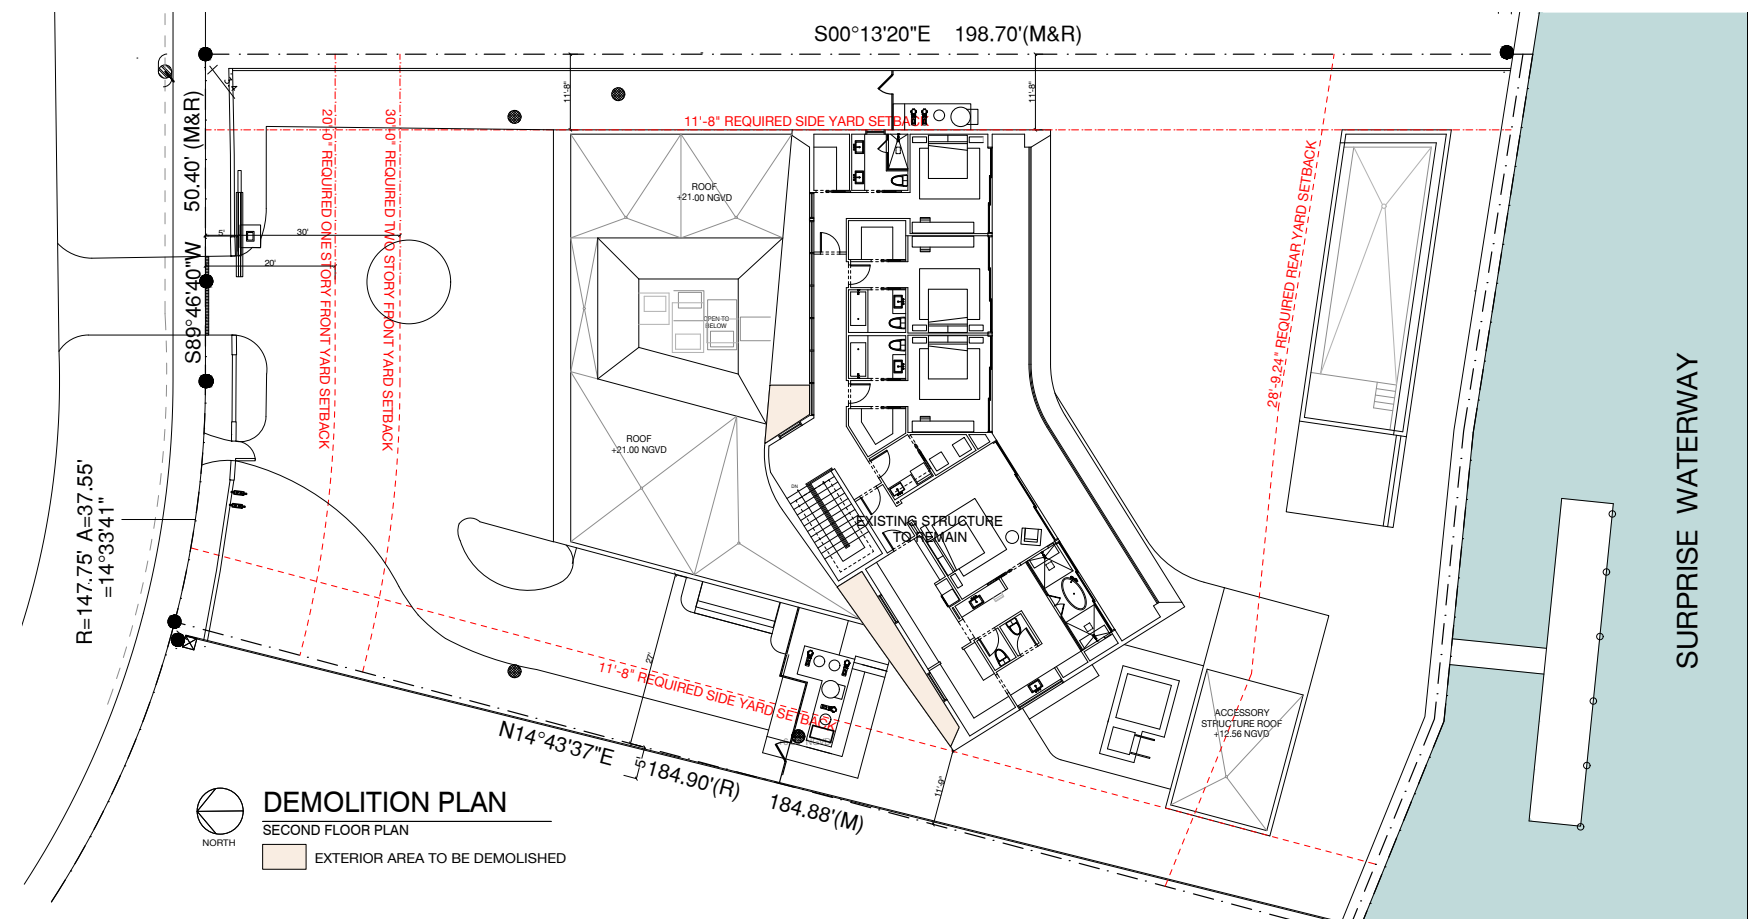 S00°13'20"E 198.70'(M&R)
S89°46'40"W 50.40' (M&R)
11'-8"
11'-8"
11'-8" REQUIRED SIDE YARD SETBACK
20'-0" REQUIRED ONE STORY FRONT YARD SETBACK
30'-0" REQUIRED TWO STORY FRONT YARD SETBACK
28'-9.24" REQUIRED REAR YARD SETBACK
ROOF
+21.00 NGVD
5'
30'
20'
OPEN TO
BELOW
ROOF
+21.00 NGVD
DN
EXISTING STRUCTURE
TO REMAIN
SURPRISE WATERWAY
R=147.75' A=37.55'
=14°33'41"
27'
11'-8" REQUIRED SIDE YARD SETBACK
ACCESSORY
STRUCTURE ROOF
+12.56 NGVD
N14°43'37"E
5'
184.90'(R)
184.88'(M)
11'-9"
NORTH
DEMOLITION PLAN
SECOND FLOOR PLAN
EXTERIOR AREA TO BE DEMOLISHED